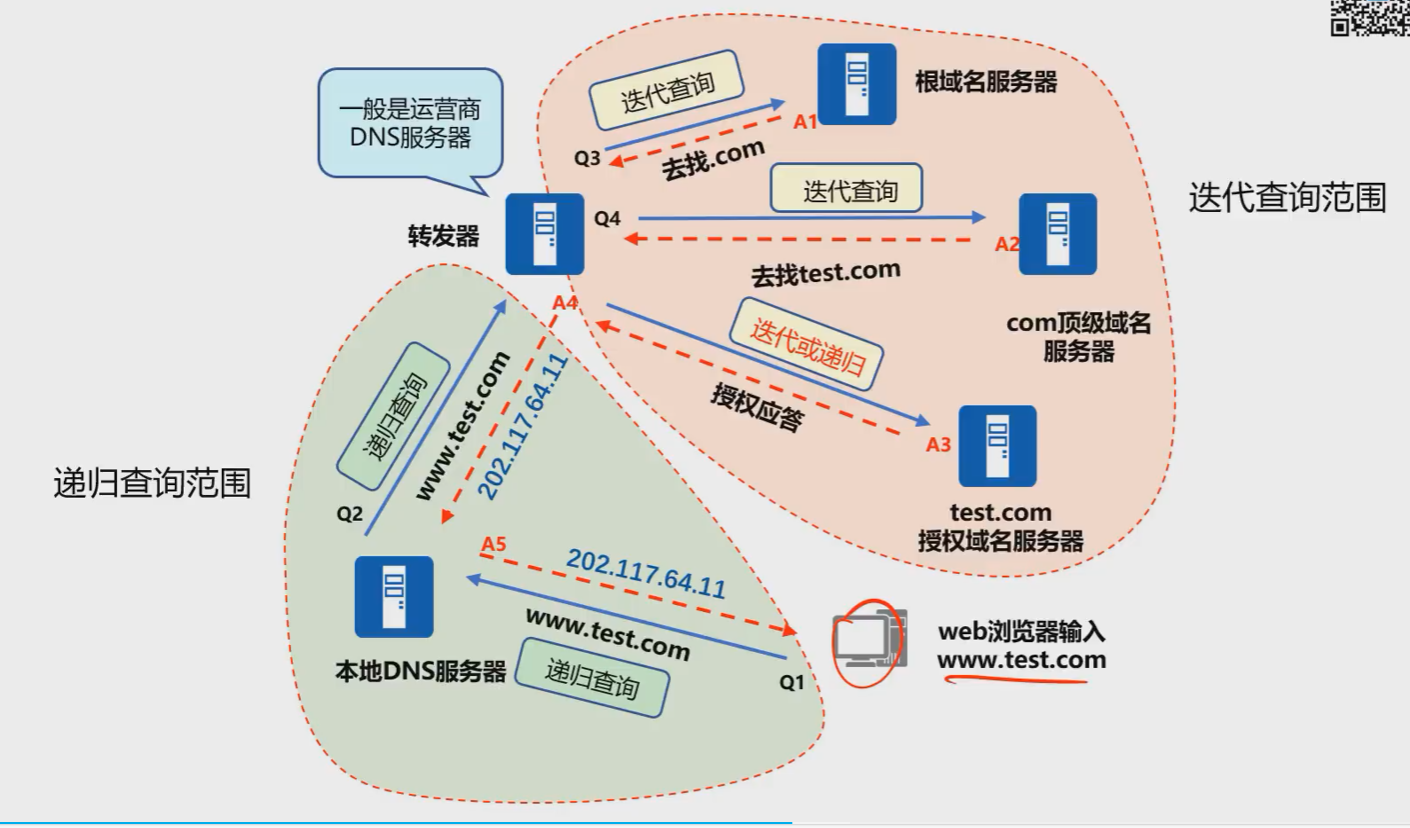 迭代查询
根域名服务器
一般是运营商
DNS服务器
A1
Q3
去找.com
迭代查询
迭代查询范围
Q4
转发器
A2
去找test.com
A4
com顶级域名
服务器
迭代或递归
递归查询
www.test.com
202.117.64.11
授权应答
A3
递归查询范围
Q2
test.com
授权域名服务器
A5
202.117.64.11
www.test.com
web浏览器输入
www.test.com
本地DNS服务器
递归查询
Q1